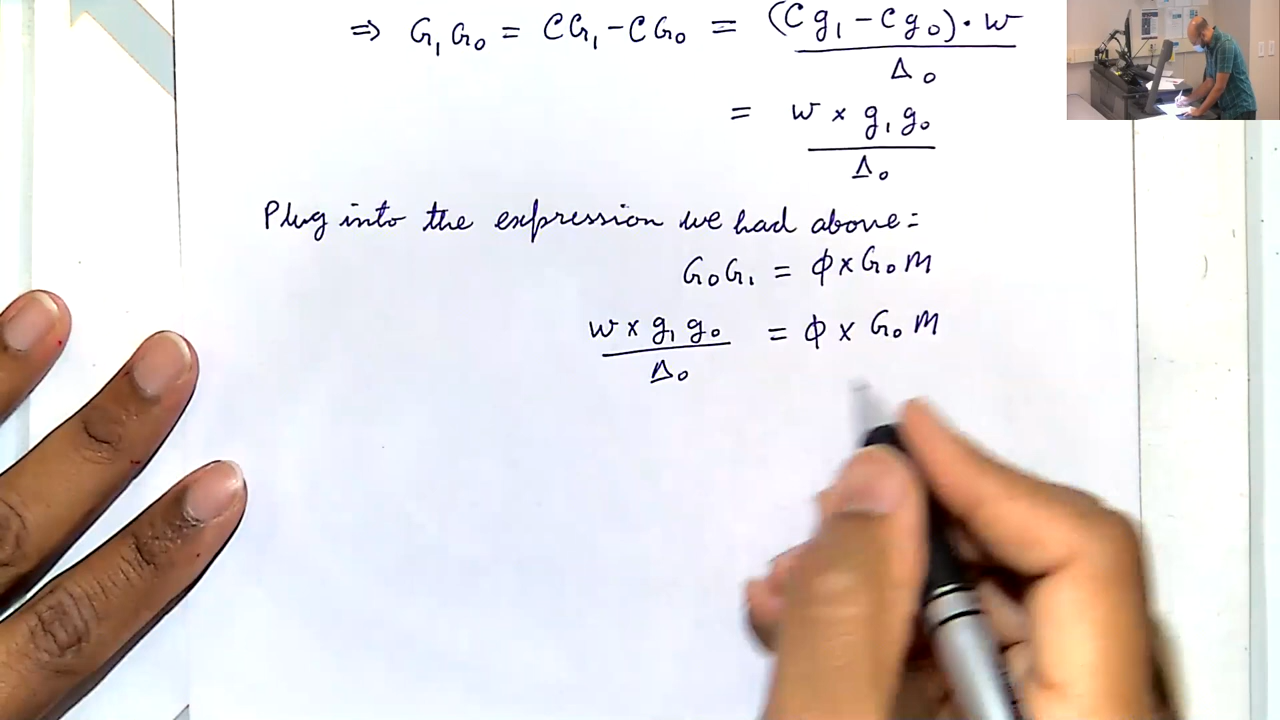 ⇒ G₁G₀ = CG₁ - CG₀ = (Cg₁ - Cg₀) · w / Δ₀
= w × g₁g₀ / Δ₀
Plug into the expression we had above:
G₀G₁ = ϕ × G₀M
w × g₁g₀ / Δ₀ = ϕ × G₀M